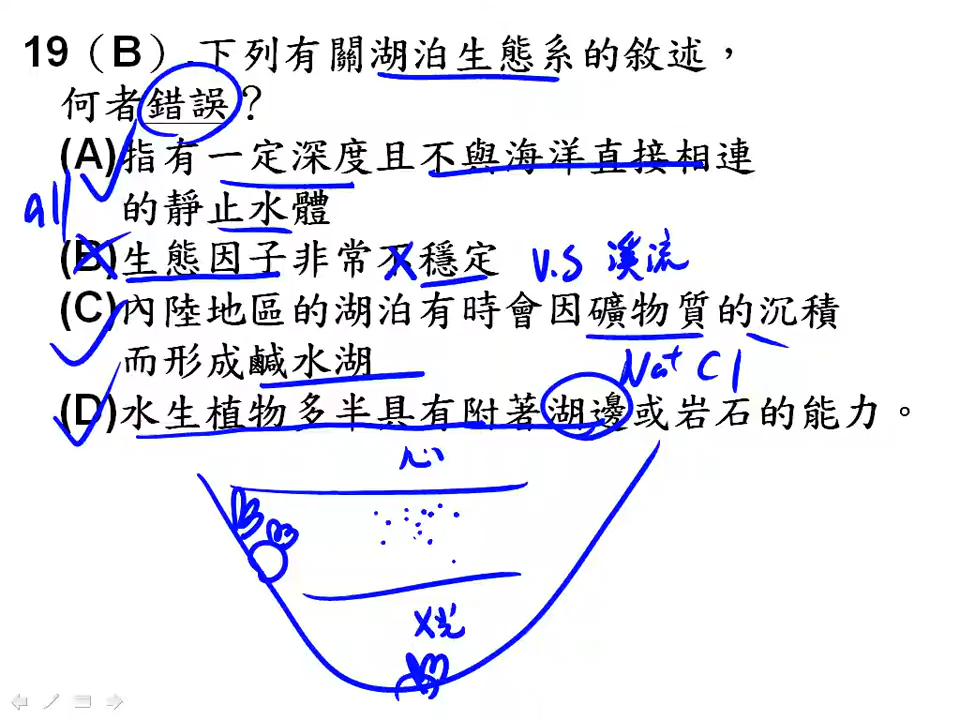 19（B）.下列有關湖泊生態系的敘述，
何者錯誤？
(A)指有一定深度且不與海洋直接相連
的靜止水體
all
(B)生態因子非常不穩定 V.S 溪流
(C)內陸地區的湖泊有時會因礦物質的沉積
而形成鹹水湖
Na+ Cl
(D)水生植物多半具有附著湖邊或岩石的能力。
心
X光